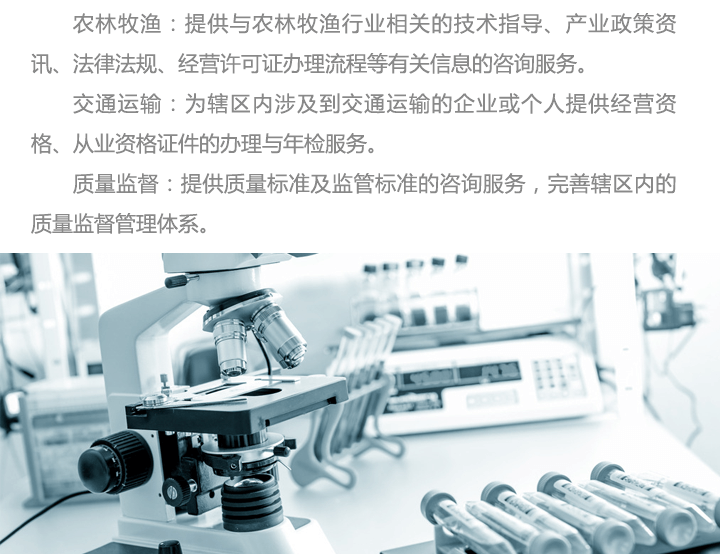 农林牧渔：提供与农林牧渔行业相关的技术指导、产业政策资
讯、法律法规、经营许可证办理流程等有关信息的咨询服务。
交通运输：为辖区内涉及到交通运输的企业或个人提供经营资
格、从业资格证件的办理与年检服务。
质量监督：提供质量标准及监管标准的咨询服务，完善辖区内的
质量监督管理体系。